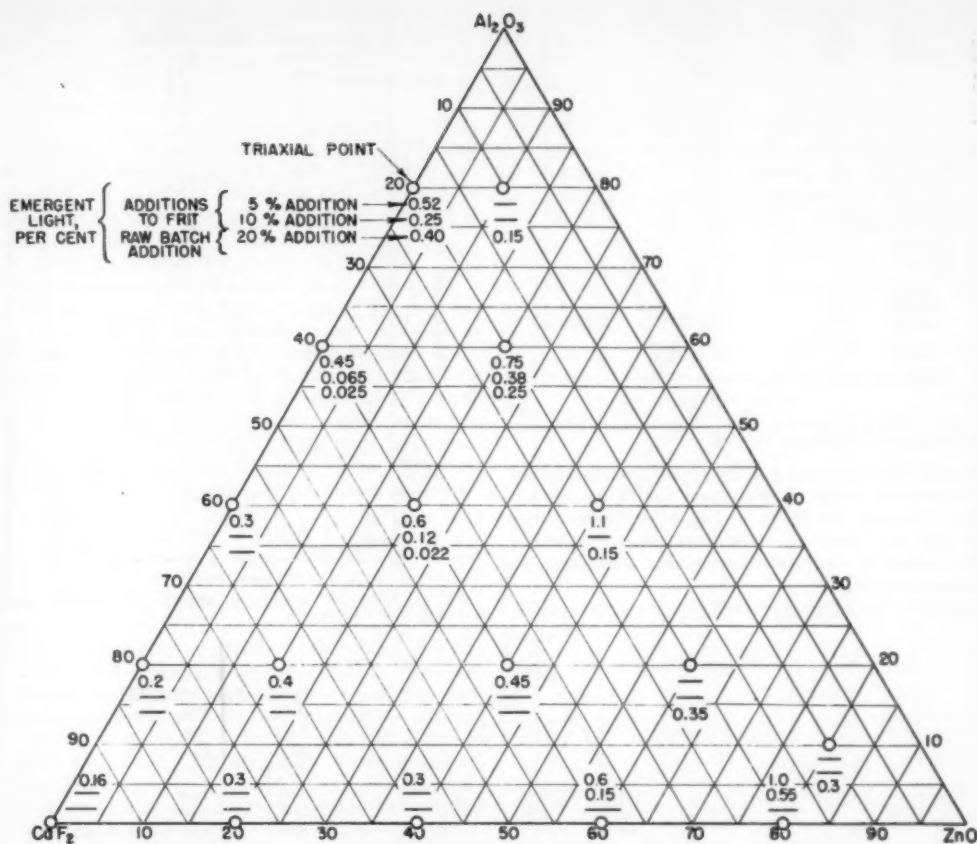 Al₂O₃
10 90
TRIAXIAL POINT
20 80
EMERGENT LIGHT, PER CENT
ADDITIONS TO FRIT
5 % ADDITION 0.52 —
10 % ADDITION 0.25 —
RAW BATCH ADDITION
20 % ADDITION 0.40 0.15
30 70
40 60
0.45 0.75
0.065 0.38
0.025 0.25
50 50
60 40
0.3 0.6 1.1
— 0.12 —
— 0.022 0.15
70 30
80 20
0.2 0.4 0.45 —
— — — —
— — — 0.35
90 10
0.16 0.3 0.3 0.6 1.0 —
— — — 0.15 0.55 —
— — — — — 0.3
CaF₂ 10 20 30 40 50 60 70 80 90 ZnO